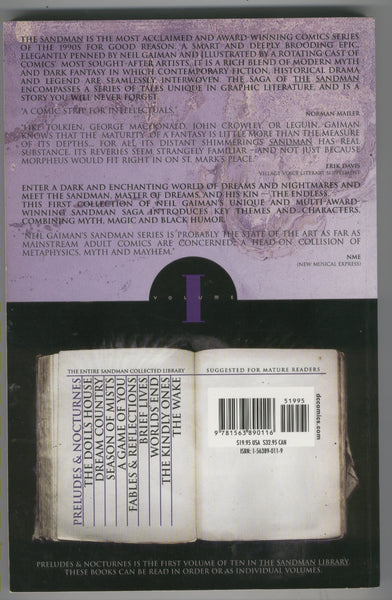 THE SANDMAN IS THE MOST ACCLAIMED AND AWARD-WINNING COMICS SERIES
OF THE 1990S FOR GOOD REASON. A SMART AND DEEPLY BROODING EPIC,
ELEGANTLY PENNED BY NEIL GAIMAN AND ILLUSTRATED BY A ROTATING CAST OF
COMICS' MOST SOUGHT-AFTER ARTISTS, IT IS A RICH BLEND OF MODERN MYTH
AND DARK FANTASY IN WHICH CONTEMPORARY FICTION, HISTORICAL DRAMA
AND LEGEND ARE SEAMLESSLY INTERWOVEN. THE SAGA OF THE SANDMAN
ENCOMPASSES A SERIES OF TALES UNIQUE IN GRAPHIC LITERATURE, AND IS A
STORY YOU WILL NEVER FORGET.
"A COMIC STRIP FOR INTELLECTUALS."
NORMAN MAILER
"LIKE TOLKIEN, GEORGE MACDONALD, JOHN CROWLEY, OR LEGUIN, GAIMAN
KNOWS THAT THE MATURITY OF A FANTASY IS LITTLE MORE THAN THE MEASURE
OF ITS DEPTHS... FOR ALL ITS DISTANT SHIMMERINGS SANDMAN HAS REAL
SUBSTANCE. ITS REVERIES SEEM STRANGELY FAMILIAR — AND NOT JUST BECAUSE
MORPHEUS WOULD FIT RIGHT IN ON ST. MARK'S PLACE."
ERIK DAVIS
VILLAGE VOICE LITERARY SUPPLEMENT
ENTER A DARK AND ENCHANTING WORLD OF DREAMS AND NIGHTMARES AND
MEET THE SANDMAN, MASTER OF DREAMS, AND HIS KIN — THE ENDLESS.
THIS FIRST COLLECTION OF NEIL GAIMAN'S UNIQUE AND MULTI-AWARD-
WINNING SANDMAN SAGA INTRODUCES KEY THEMES AND CHARACTERS,
COMBINING MYTH, MAGIC AND BLACK HUMOR.
"NEIL GAIMAN'S SANDMAN SERIES IS PROBABLY THE STATE OF THE ART AS FAR AS
MAINSTREAM ADULT COMICS ARE CONCERNED: A HEAD-ON COLLISION OF
METAPHYSICS, MYTH AND MAYHEM."
NME
(NEW MUSICAL EXPRESS)
VOLUME
I
THE ENTIRE SANDMAN COLLECTED LIBRARY
PRELUDES & NOCTURNES
THE DOLL'S HOUSE
DREAM COUNTRY
SEASON OF MISTS
A GAME OF YOU
FABLES & REFLECTIONS
BRIEF LIVES
WORLDS' END
THE KINDLY ONES
THE WAKE
SUGGESTED FOR MATURE READERS
51995
9 781563 890116
$19.95 USA $32.95 CAN
ISBN: 1-56389-011-9
dccomics.com
PRELUDES & NOCTURNES IS THE FIRST VOLUME OF TEN IN THE SANDMAN LIBRARY.
THESE BOOKS CAN BE READ IN ORDER OR AS INDIVIDUAL VOLUMES.